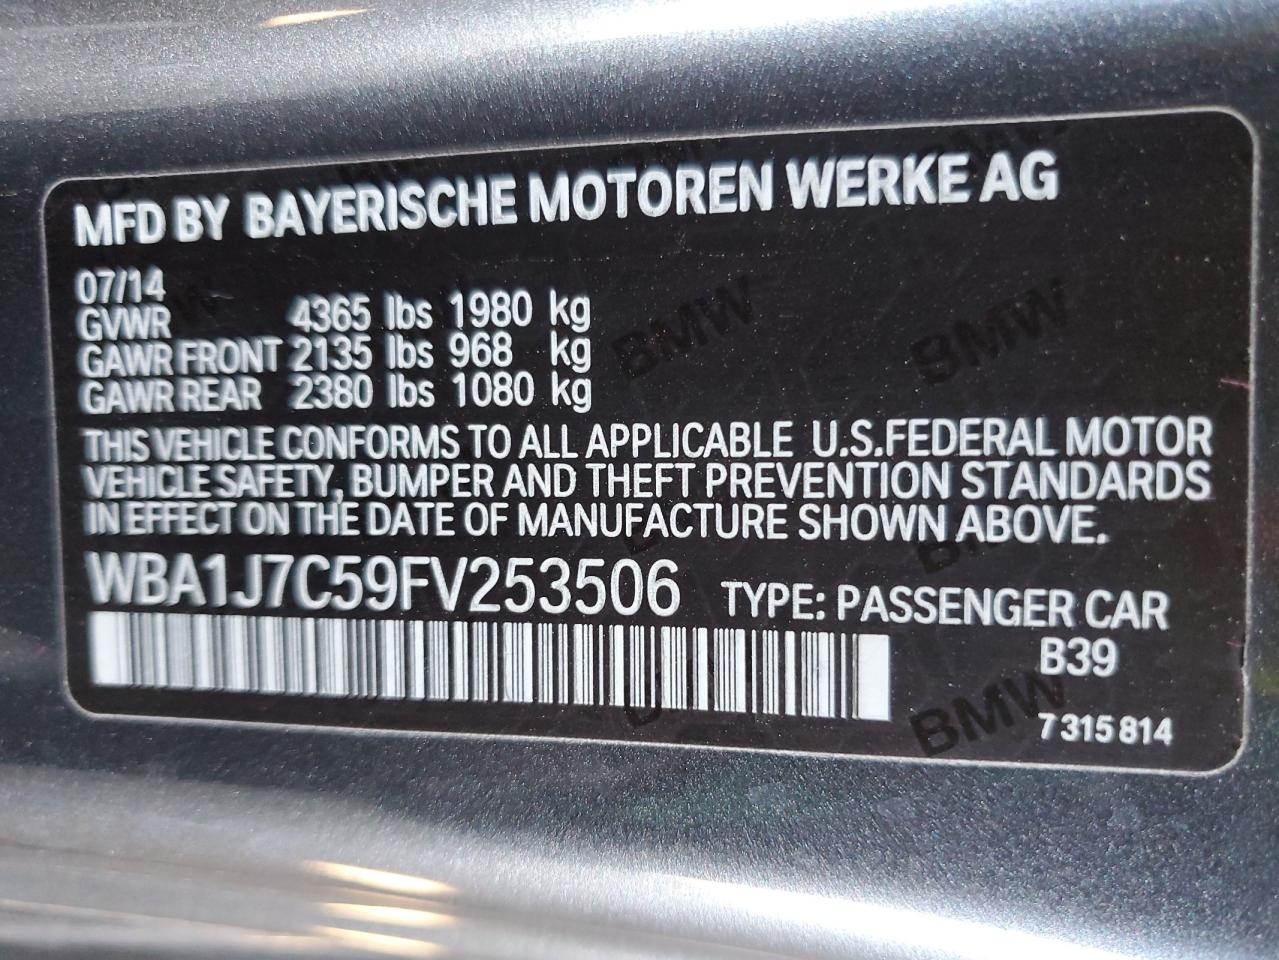 MFD BY BAYERISCHE MOTOREN WERKE AG
07/14
GVWR 4365 lbs 1980 kg
GAWR FRONT 2135 lbs 968 kg
GAWR REAR 2380 lbs 1080 kg
THIS VEHICLE CONFORMS TO ALL APPLICABLE U.S.FEDERAL MOTOR
VEHICLE SAFETY, BUMPER AND THEFT PREVENTION STANDARDS
IN EFFECT ON THE DATE OF MANUFACTURE SHOWN ABOVE.
WBA1J7C59FV253506 TYPE: PASSENGER CAR
B39
7 315 814
BMW
BMW
BMW